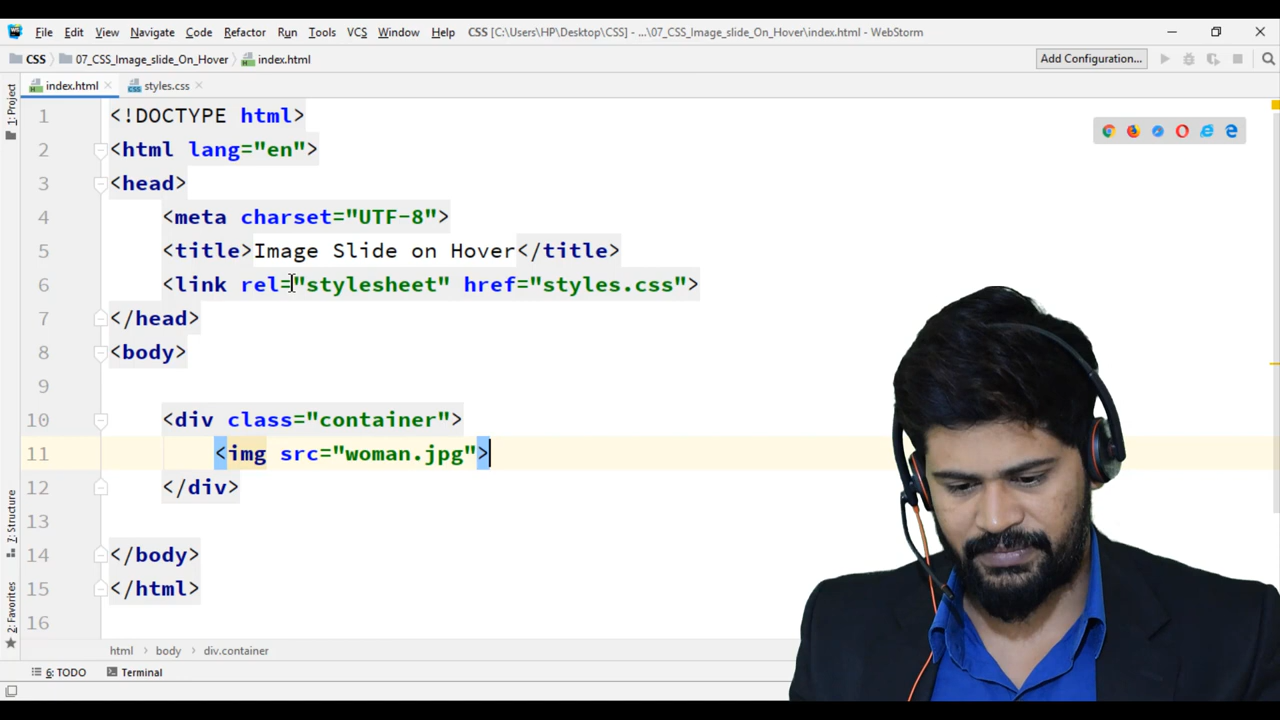 File Edit View Navigate Code Refactor Run Tools VCS Window Help CSS [C:\Users\HP\Desktop\CSS] - ...\07_CSS_Image_slide_On_Hover\index.html - WebStorm
CSS 07_CSS_Image_slide_On_Hover index.html Add Configuration...
index.html styles.css
1: Project
1 <!DOCTYPE html>
2 <html lang="en">
3 <head>
4 <meta charset="UTF-8">
5 <title>Image Slide on Hover</title>
6 <link rel="stylesheet" href="styles.css">
7 </head>
8 <body>
9
10 <div class="container">
11 <img src="woman.jpg">
12 </div>
13
14 </body>
15 </html>
16
7: Structure
2: Favorites
html body div.container
6: TODO Terminal